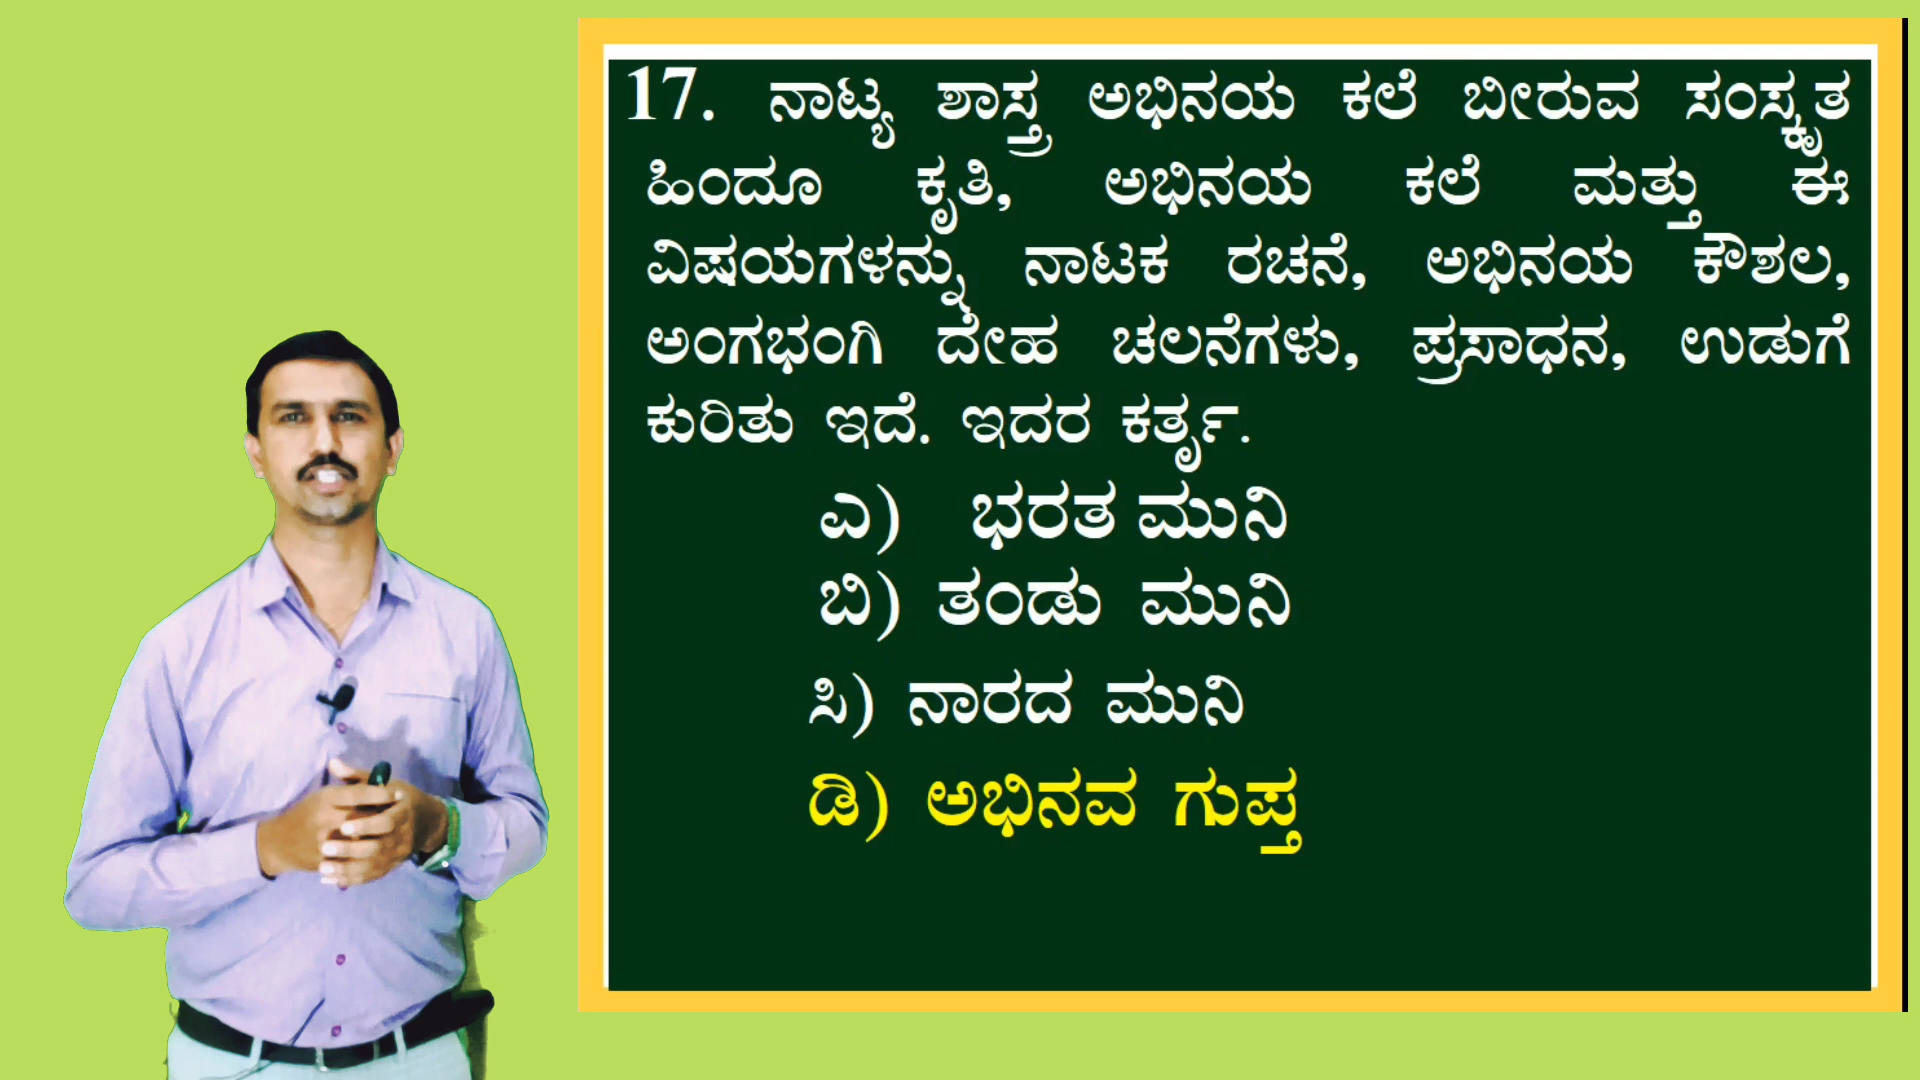 17. ನಾಟ್ಯ ಶಾಸ್ತ್ರ ಅಭಿನಯ ಕಲೆ ಬೀರುವ ಸಂಸ್ಕೃತ
ಹಿಂದೂ ಕೃತಿ, ಅಭಿನಯ ಕಲೆ ಮತ್ತು ಈ
ವಿಷಯಗಳನ್ನು ನಾಟಕ ರಚನೆ, ಅಭಿನಯ ಕೌಶಲ,
ಅಂಗಭಂಗಿ ದೇಹ ಚಲನೆಗಳು, ಪ್ರಸಾಧನ, ಉಡುಗೆ
ಕುರಿತು ಇದೆ. ಇದರ ಕರ್ತೃ.
ಎ) ಭರತ ಮುನಿ
ಬಿ) ತಂಡು ಮುನಿ
ಸಿ) ನಾರದ ಮುನಿ
ಡಿ) ಅಭಿನವ ಗುಪ್ತ